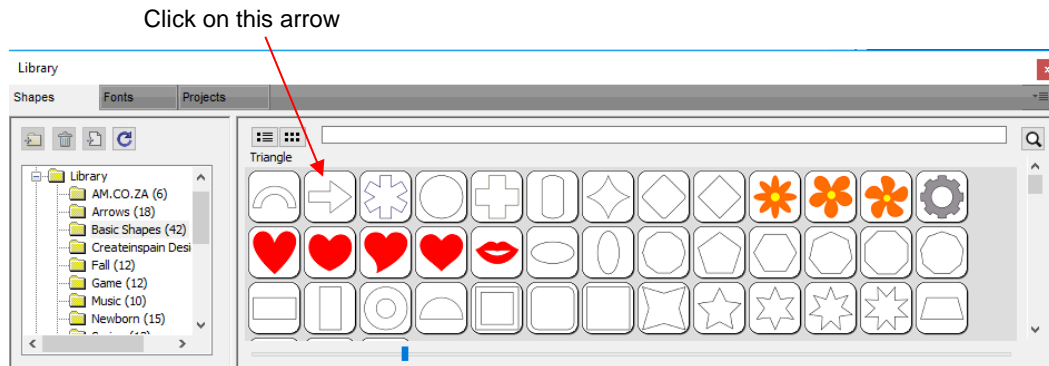 Click on this arrow
Library
Shapes Fonts Projects
Triangle
Library
AM.CO.ZA (6)
Arrows (18)
Basic Shapes (42)
Createinspain Desi
Fall (12)
Game (12)
Music (10)
Newborn (15)